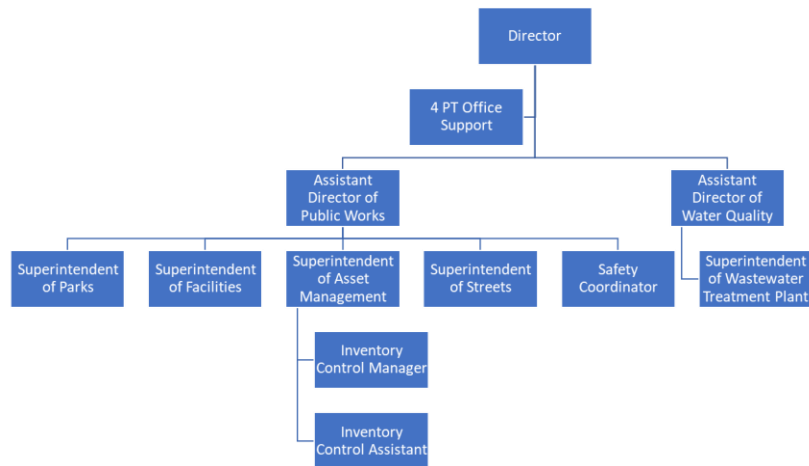 Director
4 PT Office
Support
Assistant
Director of
Public Works
Assistant
Director of
Water Quality
Superintendent
of Parks
Superintendent
of Facilities
Superintendent
of Asset
Management
Superintendent
of Streets
Safety
Coordinator
Superintendent
of Wastewater
Treatment Plant
Inventory
Control Manager
Inventory
Control Assistant